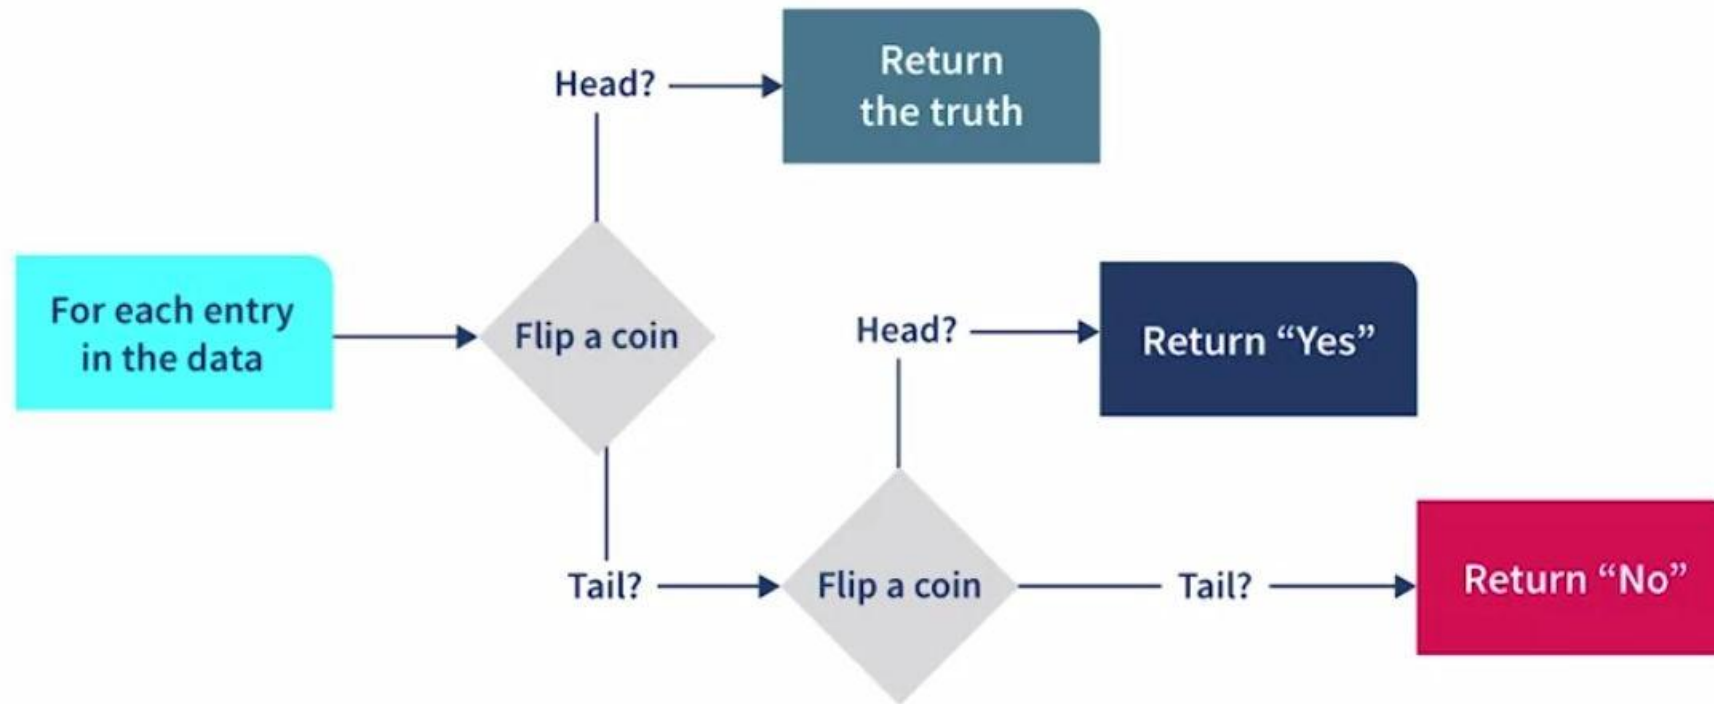 For each entry
in the data
Flip a coin
Head?
Return
the truth
Tail?
Flip a coin
Head?
Return “Yes”
Tail?
Return “No”